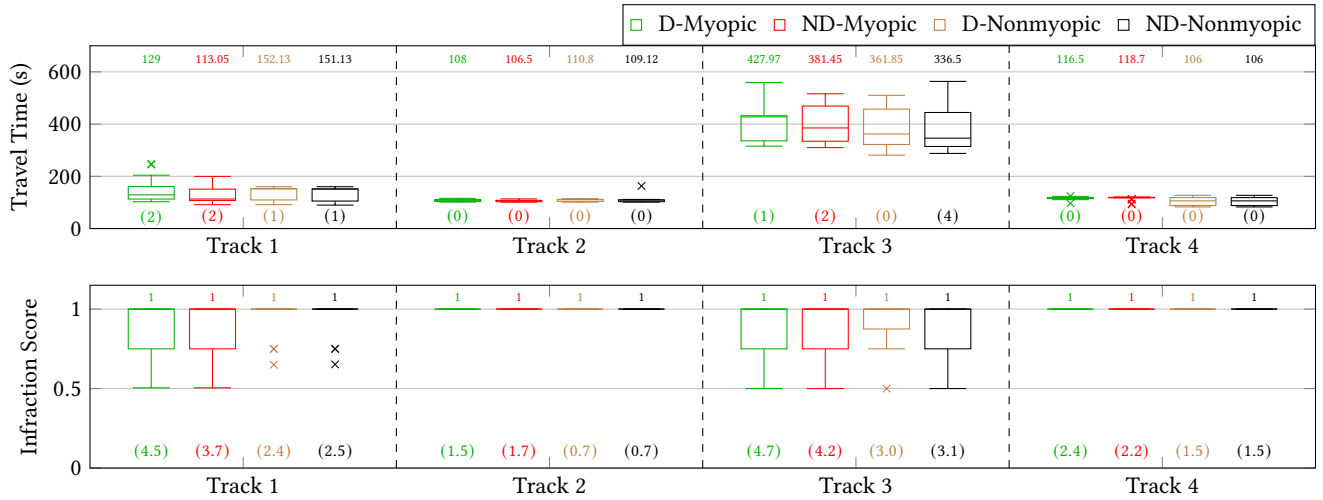 D-Myopic ND-Myopic D-Nonmyopic ND-Nonmyopic
129 113.05 152.13 151.13 108 106.5 110.8 109.12 427.97 381.45 361.85 336.5 116.5 118.7 106 106
Travel Time (s)
600
400
200
0
(2) (2) (1) (1) (0) (0) (0) (0) (1) (2) (0) (4) (0) (0) (0) (0)
Track 1 Track 2 Track 3 Track 4
1 1 1 1 1 1 1 1 1 1 1 1 1 1 1 1
Infraction Score
1
0.5
0
(4.5) (3.7) (2.4) (2.5) (1.5) (1.7) (0.7) (0.7) (4.7) (4.2) (3.0) (3.1) (2.4) (2.2) (1.5) (1.5)
Track 1 Track 2 Track 3 Track 4